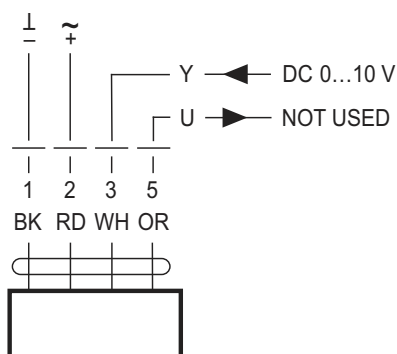 ⊥ ~
− +
Y DC 0…10 V
U NOT USED
1 2 3 5
BK RD WH OR